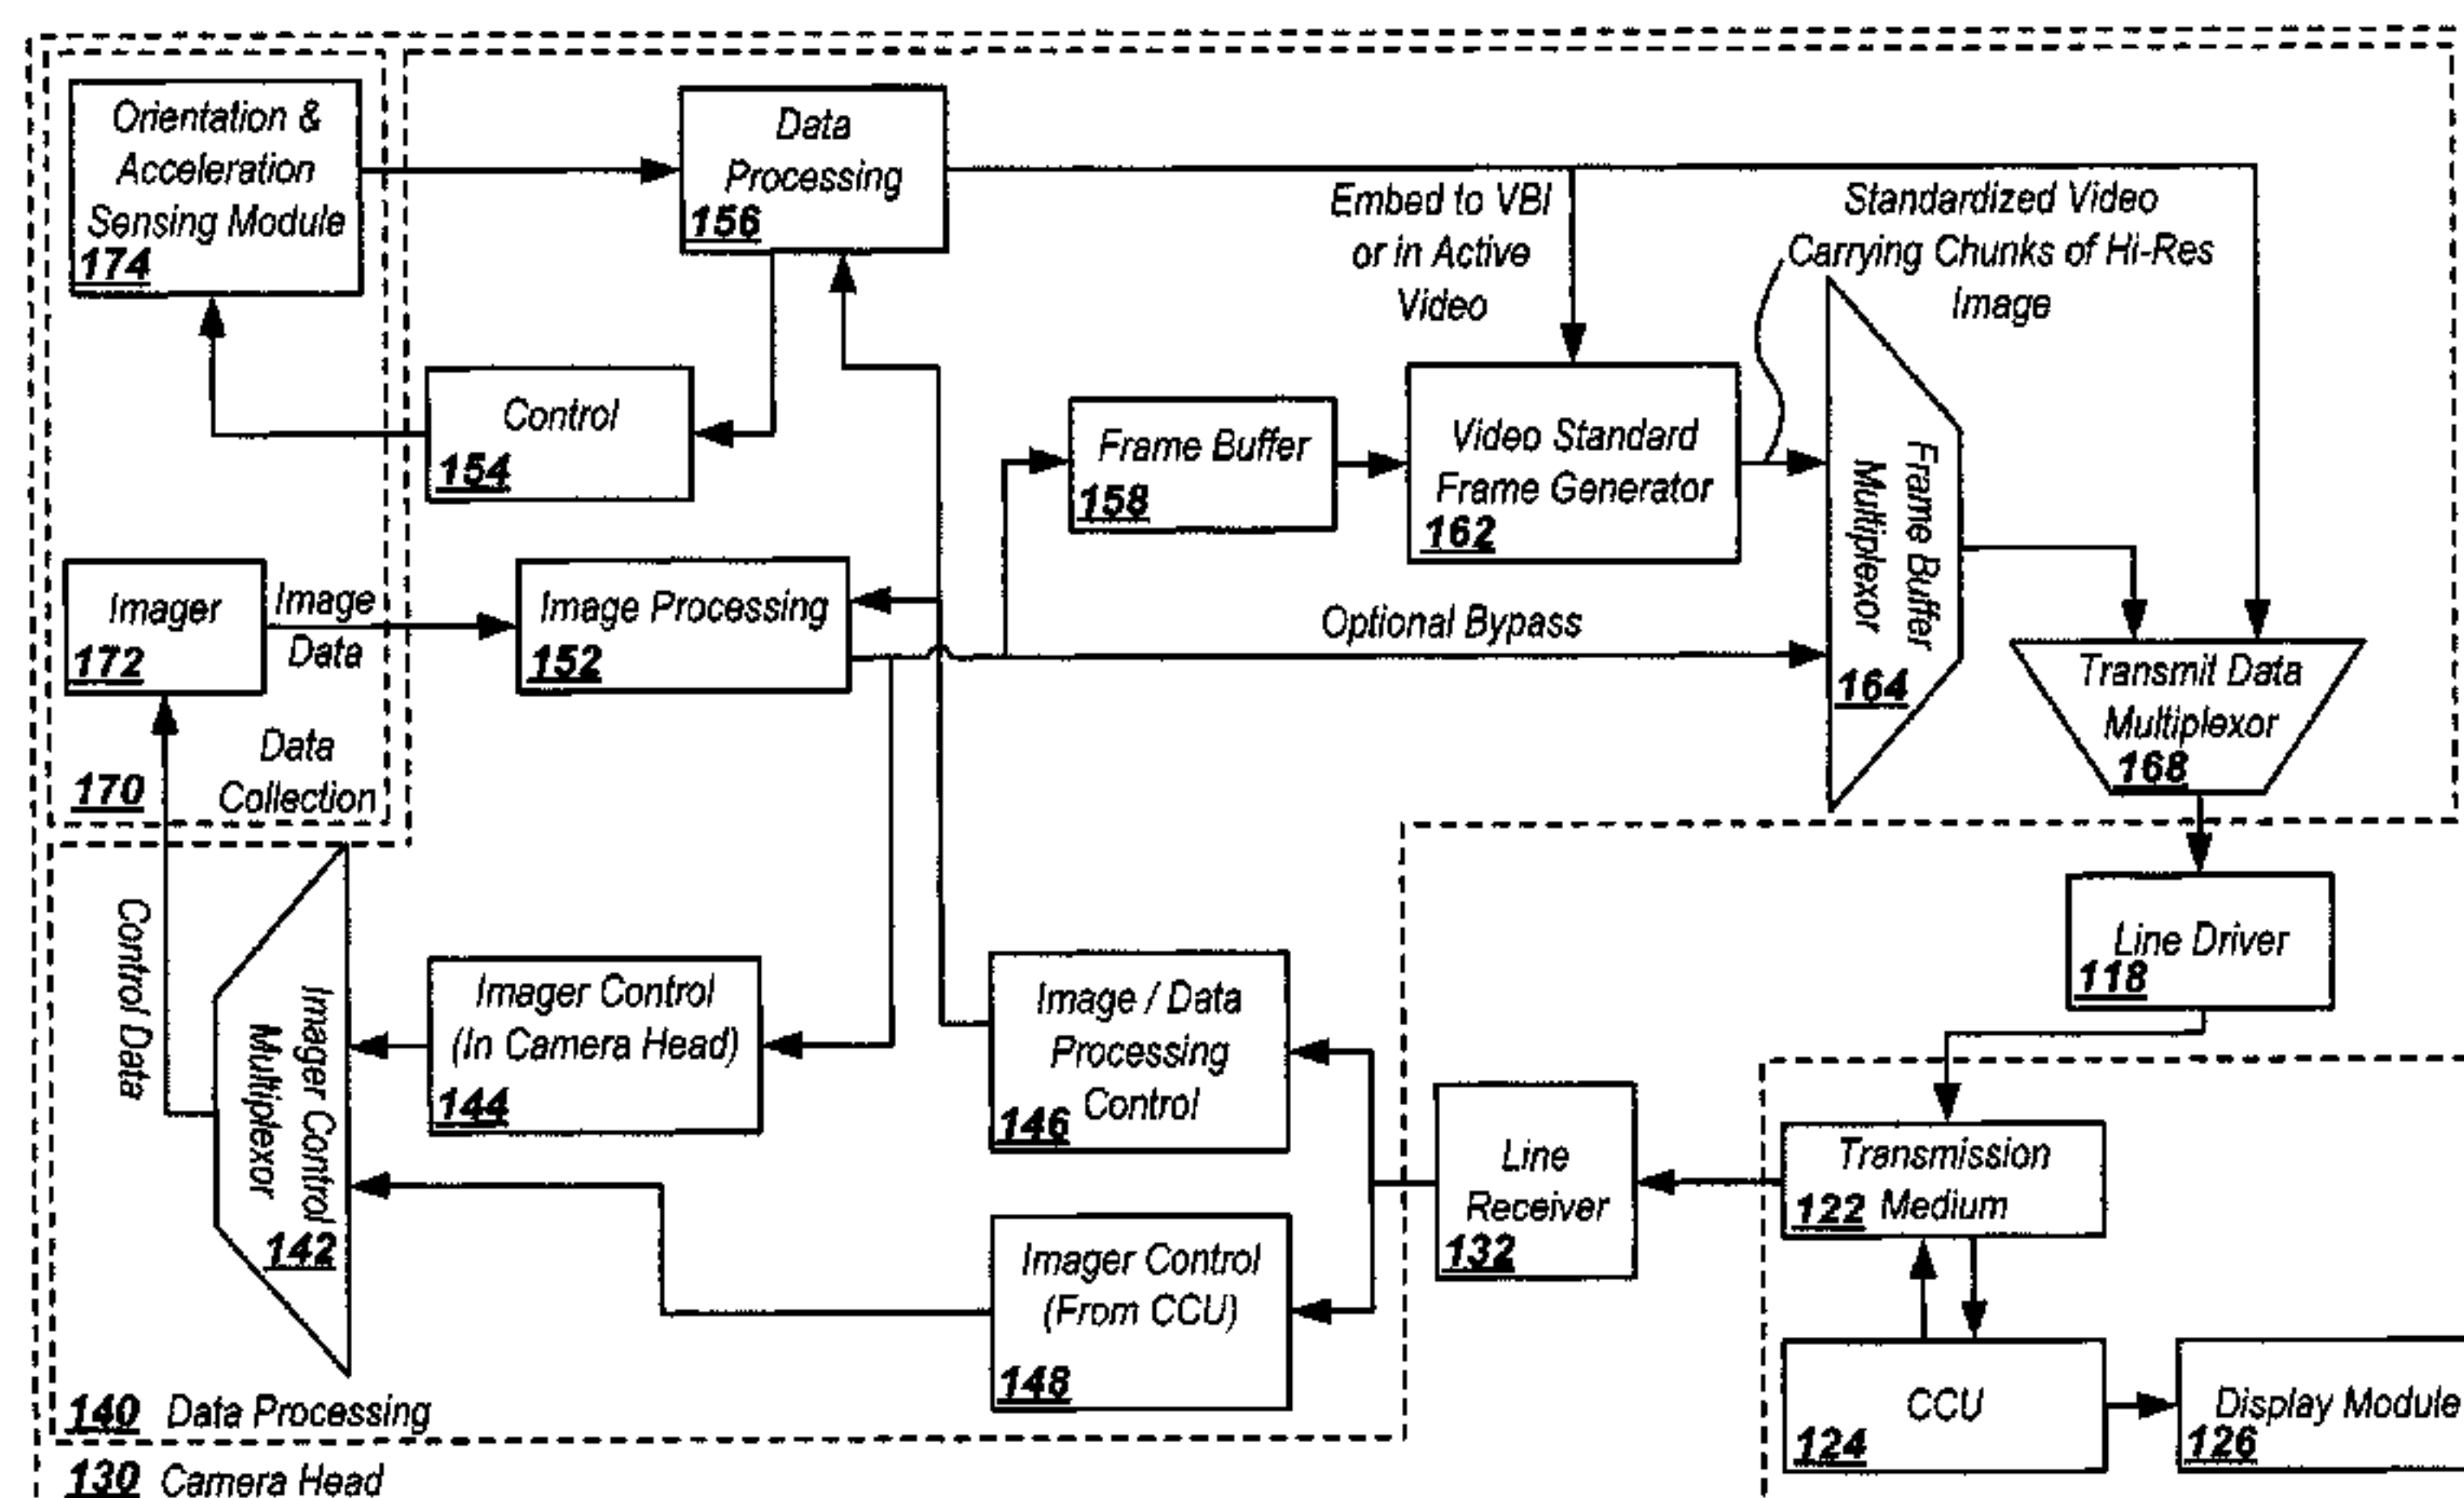 Orientation &
Acceleration
Sensing Module
174
Data
Processing
156
Embed to VBI
or in Active
Video
Standardized Video
Carrying Chunks of Hi-Res
Image
Control
154
Frame Buffer
158
Video Standard
Frame Generator
162
Frame Buffer
Multiplexor
164
Imager
172
Image
Data
Image Processing
152
Optional Bypass
Transmit Data
Multiplexor
168
170
Data
Collection
Control Data
Imager Control
Multiplexor
142
Imager Control
(In Camera Head)
144
Image / Data
Processing
146 Control
Line Driver
118
Line
Receiver
132
Transmission
122 Medium
Imager Control
(From CCU)
148
CCU
124
Display Module
126
140 Data Processing
130 Camera Head